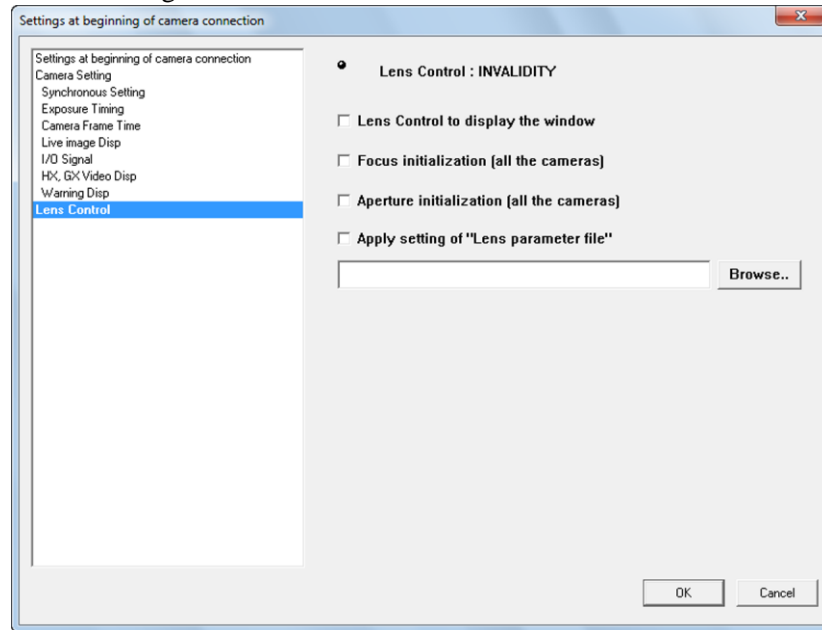 Settings at beginning of camera connection
Settings at beginning of camera connection
Camera Setting
Synchronous Setting
Exposure Timing
Camera Frame Time
Live image Disp
I/O Signal
HX, GX Video Disp
Warning Disp
Lens Control
Lens Control : INVALIDITY
Lens Control to display the window
Focus initialization (all the cameras)
Aperture initialization (all the cameras)
Apply setting of "Lens parameter file"
Browse..
OK
Cancel